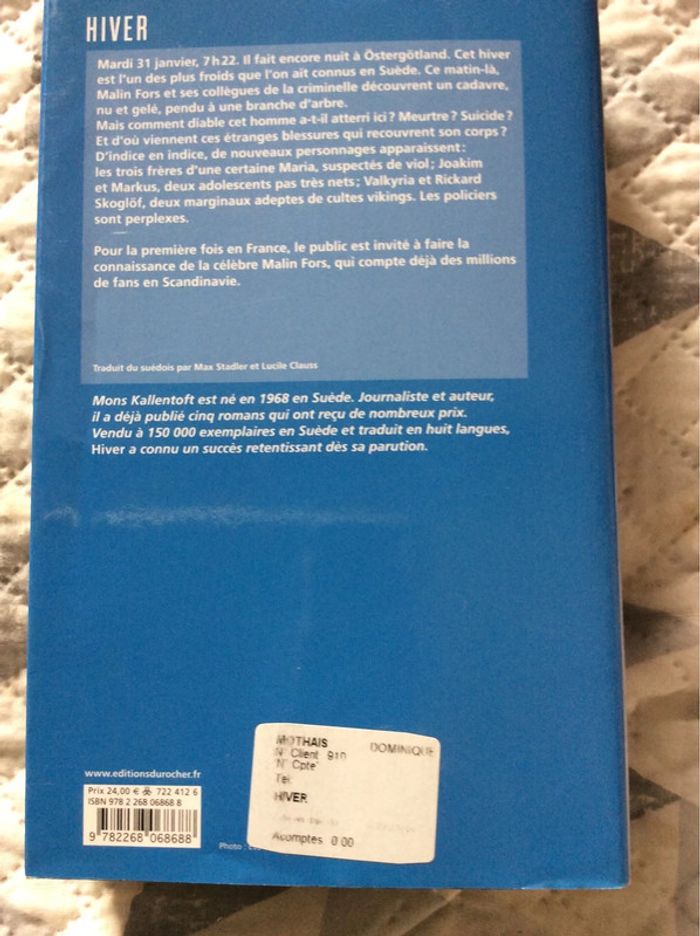 HIVER
Mardi 31 janvier, 7h22. Il fait encore nuit à Östergötland. Cet hiver
est l'un des plus froids que l'on ait connus en Suède. Ce matin-là,
Malin Fors et ses collègues de la criminelle découvrent un cadavre,
nu et gelé, pendu à une branche d'arbre.
Mais comment diable cet homme a-t-il atterri ici ? Meurtre ? Suicide ?
Et d'où viennent ces étranges blessures qui recouvrent son corps ?
D'indice en indice, de nouveaux personnages apparaissent :
les trois frères d'une certaine Maria, suspectés de viol ; Joakim
et Markus, deux adolescents pas très nets ; Valkyria et Rickard
Skoglöf, deux marginaux adeptes de cultes vikings. Les policiers
sont perplexes.
Pour la première fois en France, le public est invité à faire la
connaissance de la célèbre Malin Fors, qui compte déjà des millions
de fans en Scandinavie.
Traduit du suédois par Max Stadler et Lucile Clauss
Mons Kallentoft est né en 1968 en Suède. Journaliste et auteur,
il a déjà publié cinq romans qui ont reçu de nombreux prix.
Vendu à 150 000 exemplaires en Suède et traduit en huit langues,
Hiver a connu un succès retentissant dès sa parution.
MOTHAIS DOMINIQUE
N° Client 910
N° Cpte
Tel
HIVER
Acomptes 0 00
www.editionsdurocher.fr
Prix 24,00 € 722 412 6
ISBN 978 2 268 06868 8
9 782268 068688
Photo :